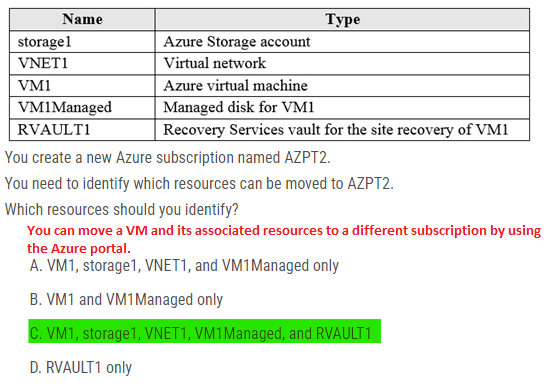 Name Type
storage1 Azure Storage account
VNET1 Virtual network
VM1 Azure virtual machine
VM1Managed Managed disk for VM1
RVAULT1 Recovery Services vault for the site recovery of VM1
You create a new Azure subscription named AZPT2.
You need to identify which resources can be moved to AZPT2.
Which resources should you identify?
You can move a VM and its associated resources to a different subscription by using
the Azure portal.
A. VM1, storage1, VNET1, and VM1Managed only
B. VM1 and VM1Managed only
C. VM1, storage1, VNET1, VM1Managed, and RVAULT1
D. RVAULT1 only